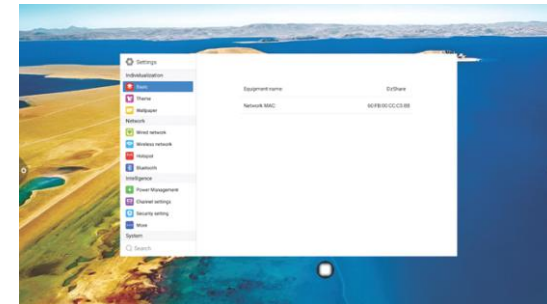 Settings
Individualization
Basic
Theme
Wallpaper
Network
Wired network
Wireless network
Hotspot
Bluetooth
Intelligence
Power Management
Channel settings
Security setting
More
System
Search
Equipment name
EzShare
Network MAC: